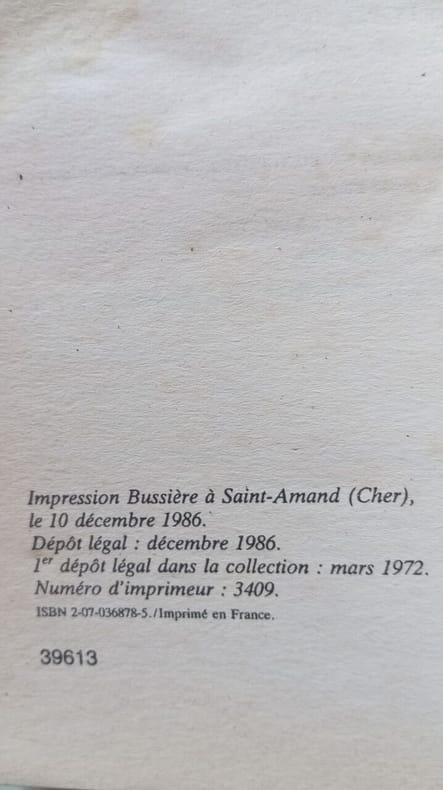 Impression Bussière à Saint-Amand (Cher),
le 10 décembre 1986.
Dépôt légal : décembre 1986.
1er dépôt légal dans la collection : mars 1972.
Numéro d'imprimeur : 3409.
ISBN 2-07-036878-5./Imprimé en France.
39613